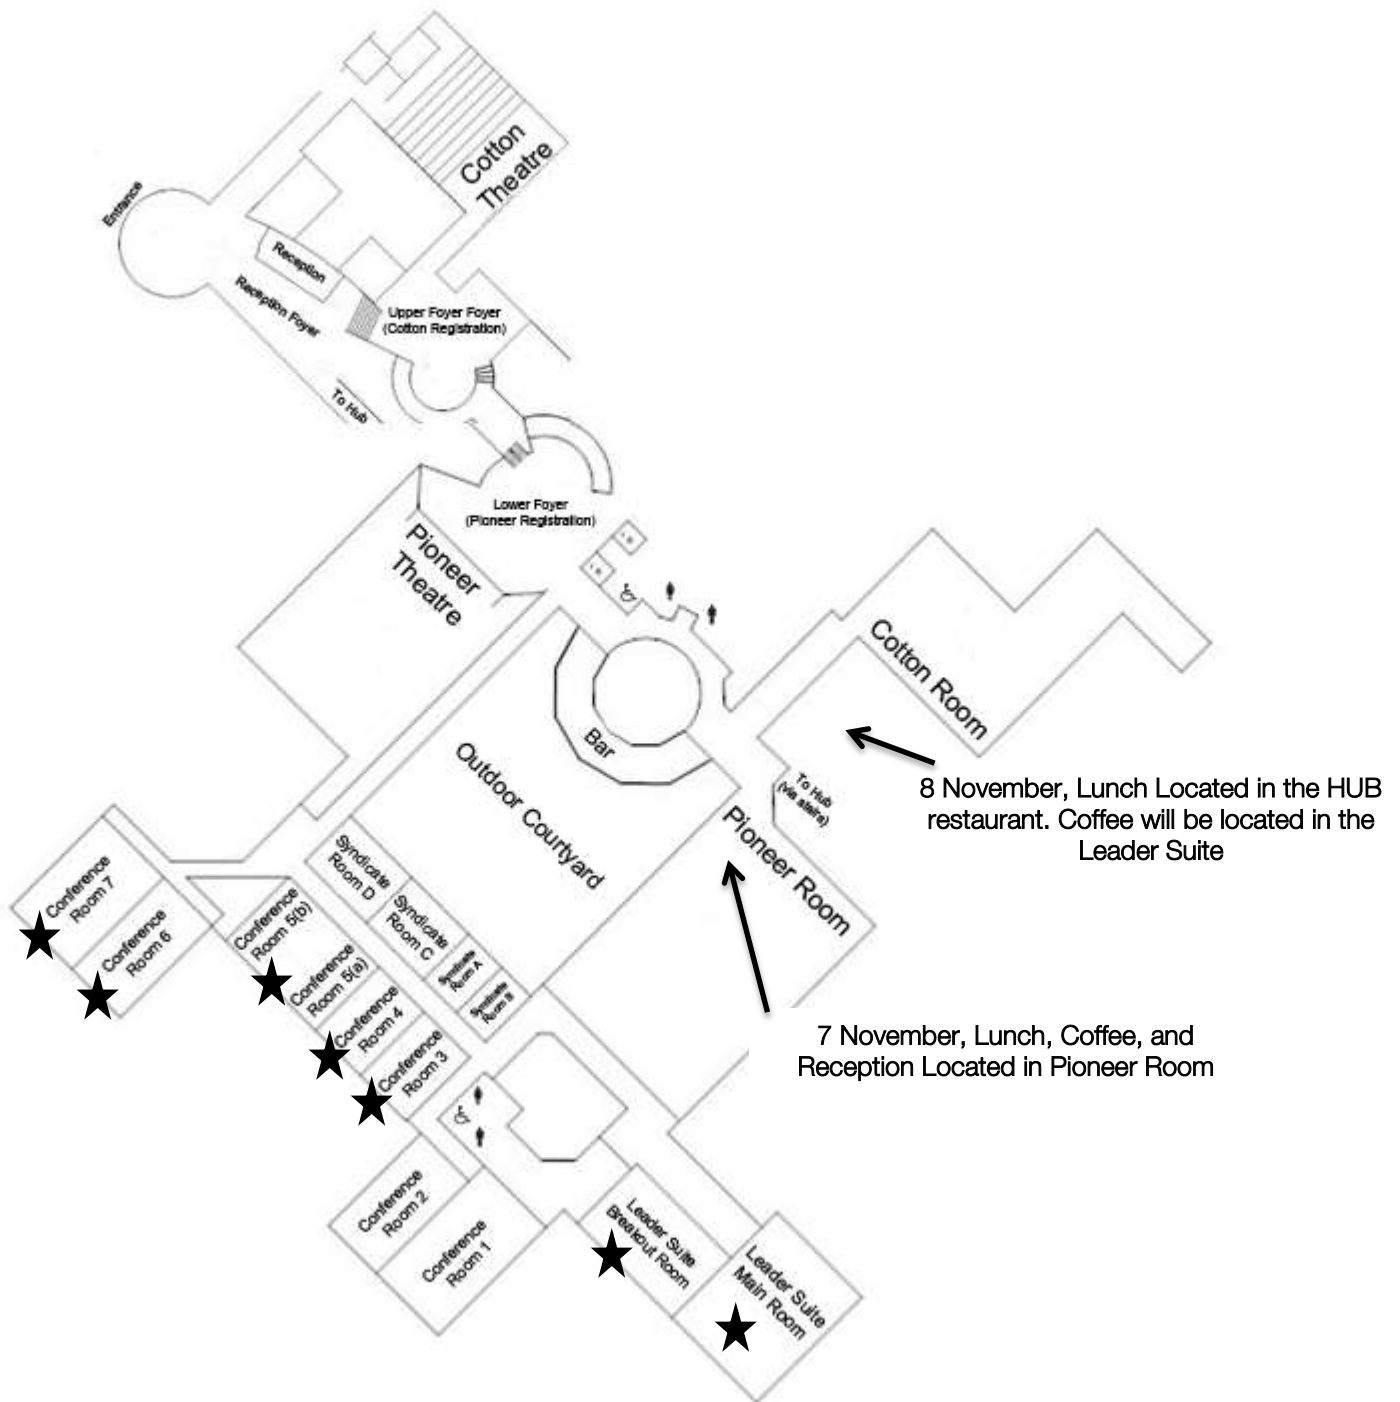 Cotton
Theatre
Entrance
Reception
Reception Foyer
Upper Foyer Foyer
(Cotton Registration)
To Hub
Lower Foyer
(Pioneer Registration)
Pioneer
Theatre
Cotton Room
Bar
Outdoor Courtyard
To Hub
(via stairs)
Pioneer Room
8 November, Lunch Located in the HUB
restaurant. Coffee will be located in the
Leader Suite
7 November, Lunch, Coffee, and
Reception Located in Pioneer Room
Syndicate
Room D
Syndicate
Room C
Syndicate
Room A
Syndicate
Room B
Conference
Room 7
Conference
Room 6
Conference
Room 5(b)
Conference
Room 5(a)
Conference
Room 4
Conference
Room 3
Conference
Room 2
Conference
Room 1
Leader Suite
Breakout Room
Leader Suite
Main Room